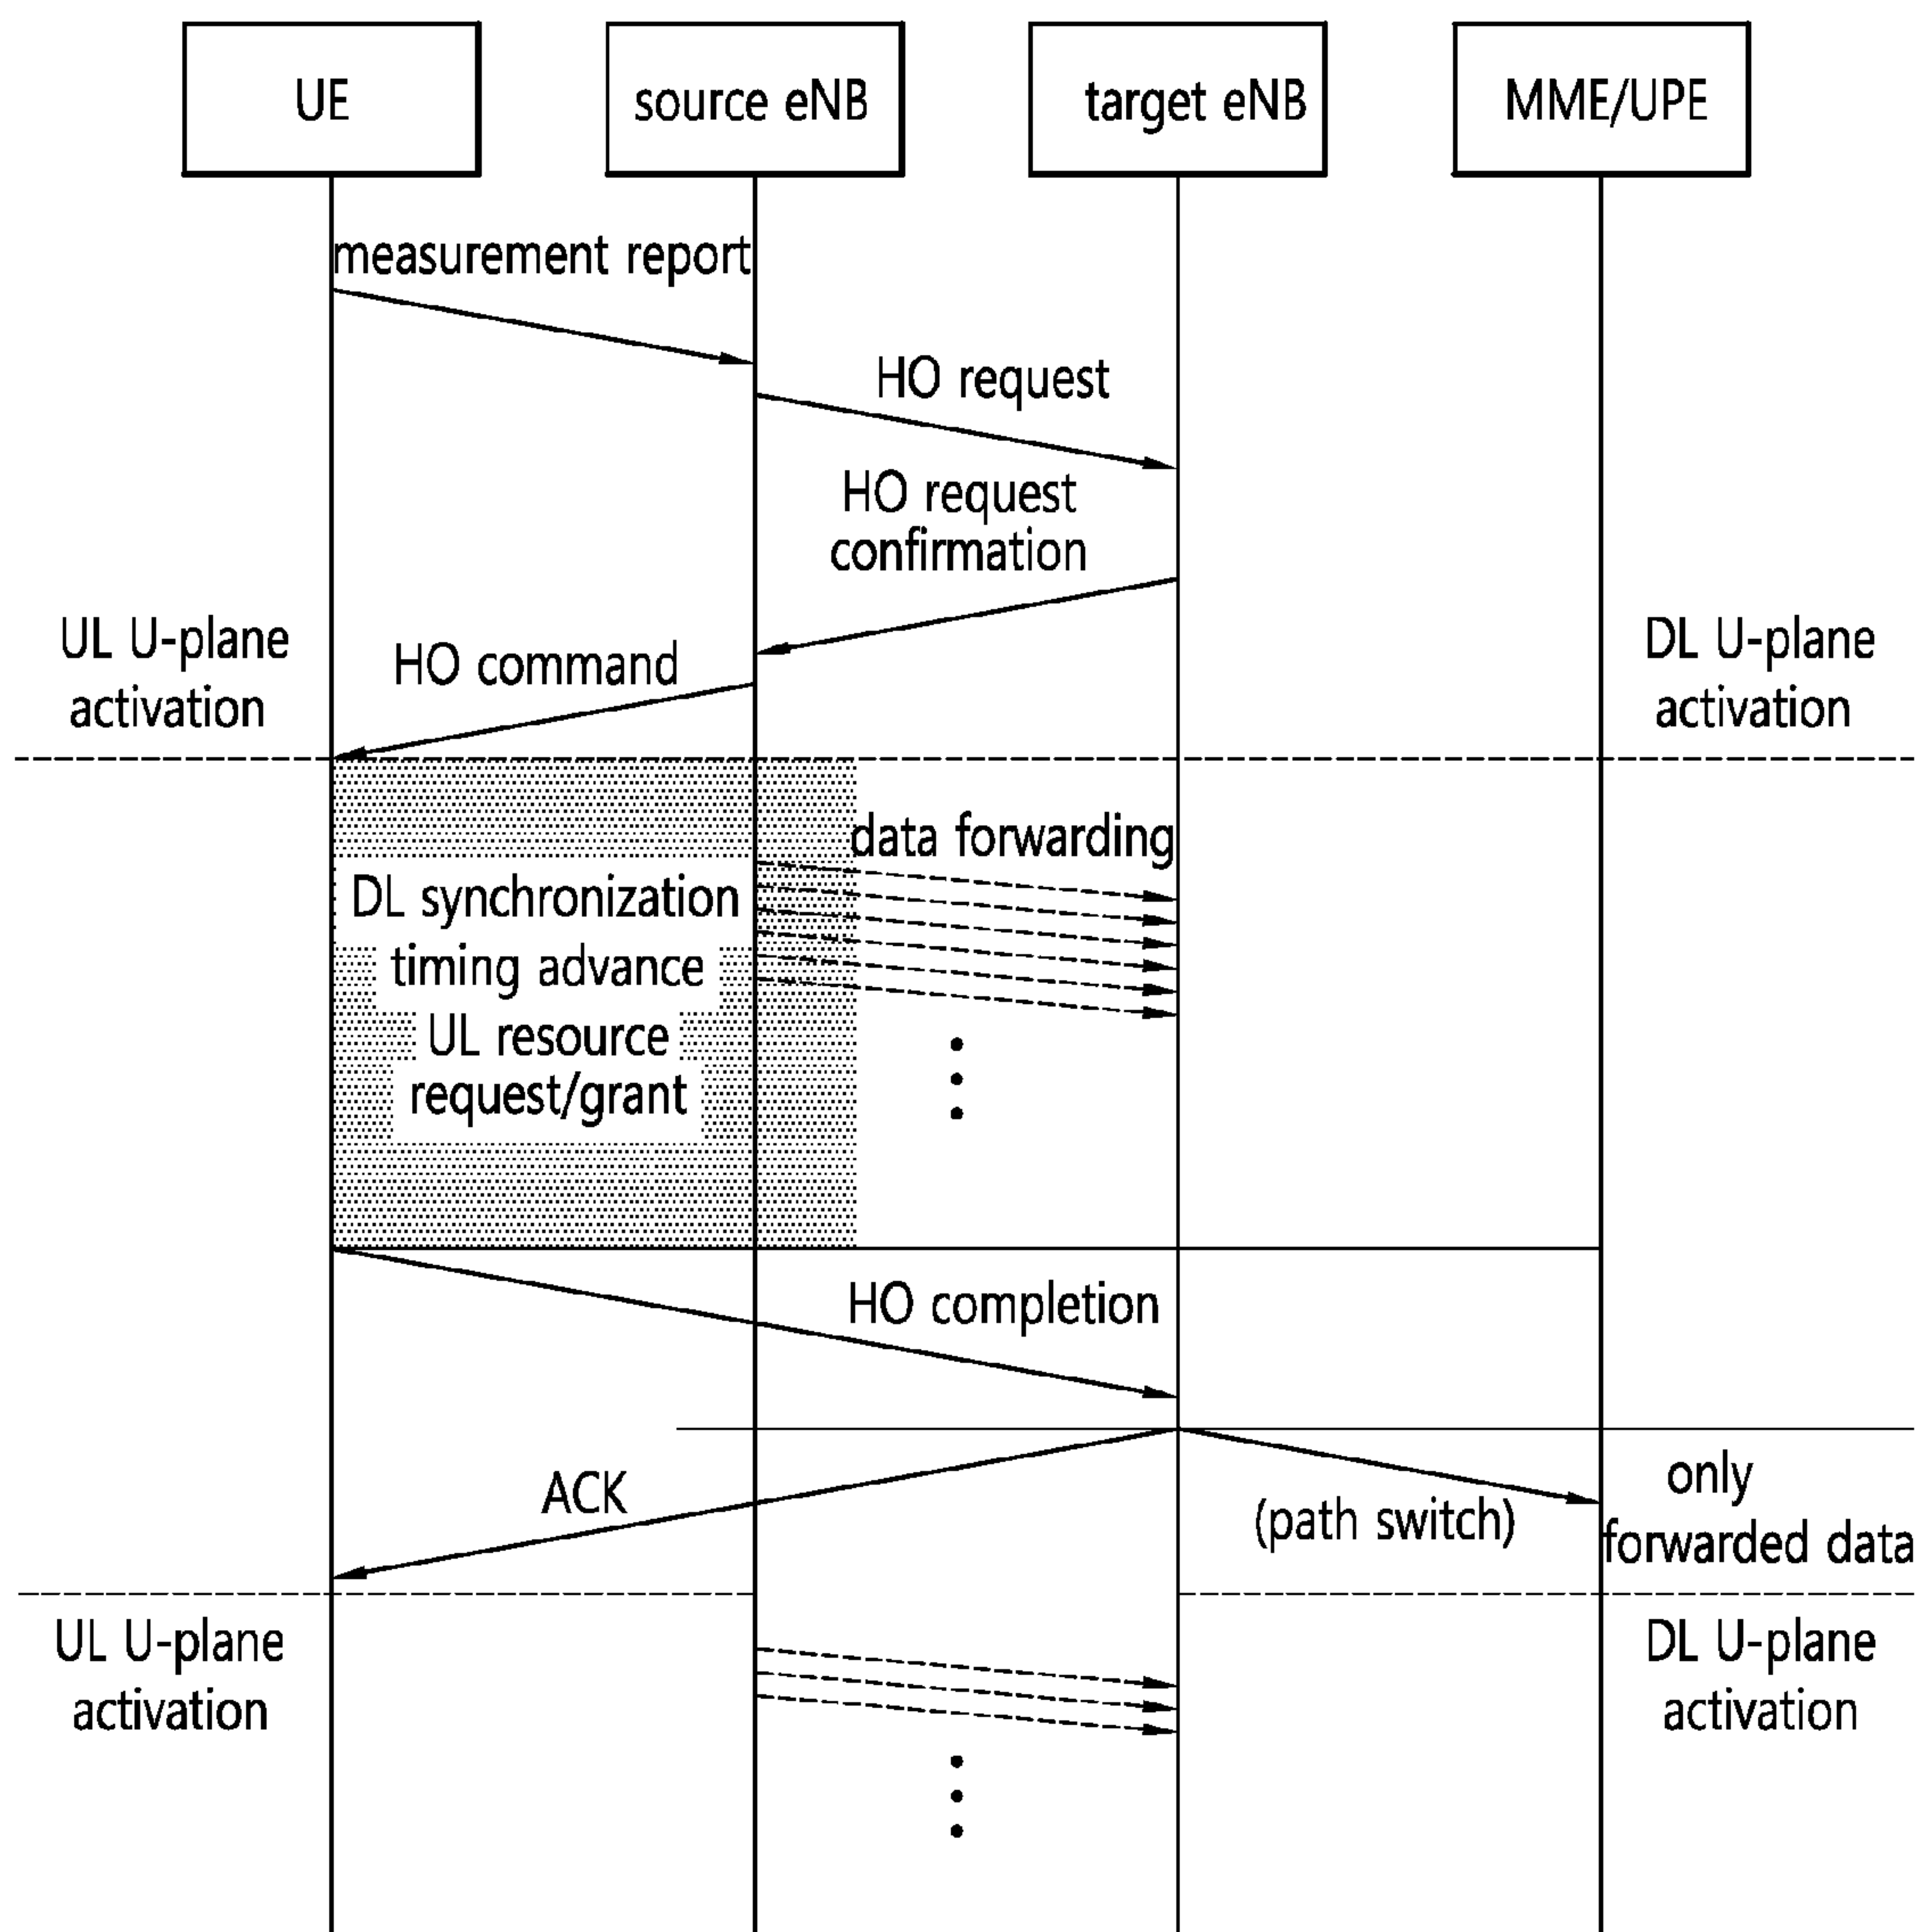 UE
source eNB
target eNB
MME/UPE
measurement report
HO request
HO request
confirmation
UL U-plane
activation
HO command
DL U-plane
activation
data forwarding
DL synchronization
timing advance
UL resource
request/grant
HO completion
ACK
(path switch)
only
forwarded data
UL U-plane
activation
DL U-plane
activation